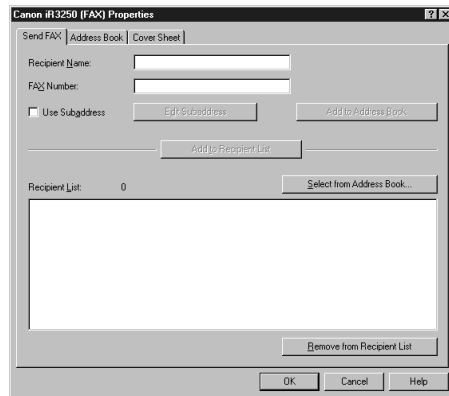 Canon iR3250 (FAX) Properties
Send FAX Address Book Cover Sheet
Recipient Name:
FAX Number:
Use Subaddress Edit Subaddress Add to Address Book
Add to Recipient List
Recipient List: 0 Select from Address Book...
Remove from Recipient List
OK Cancel Help